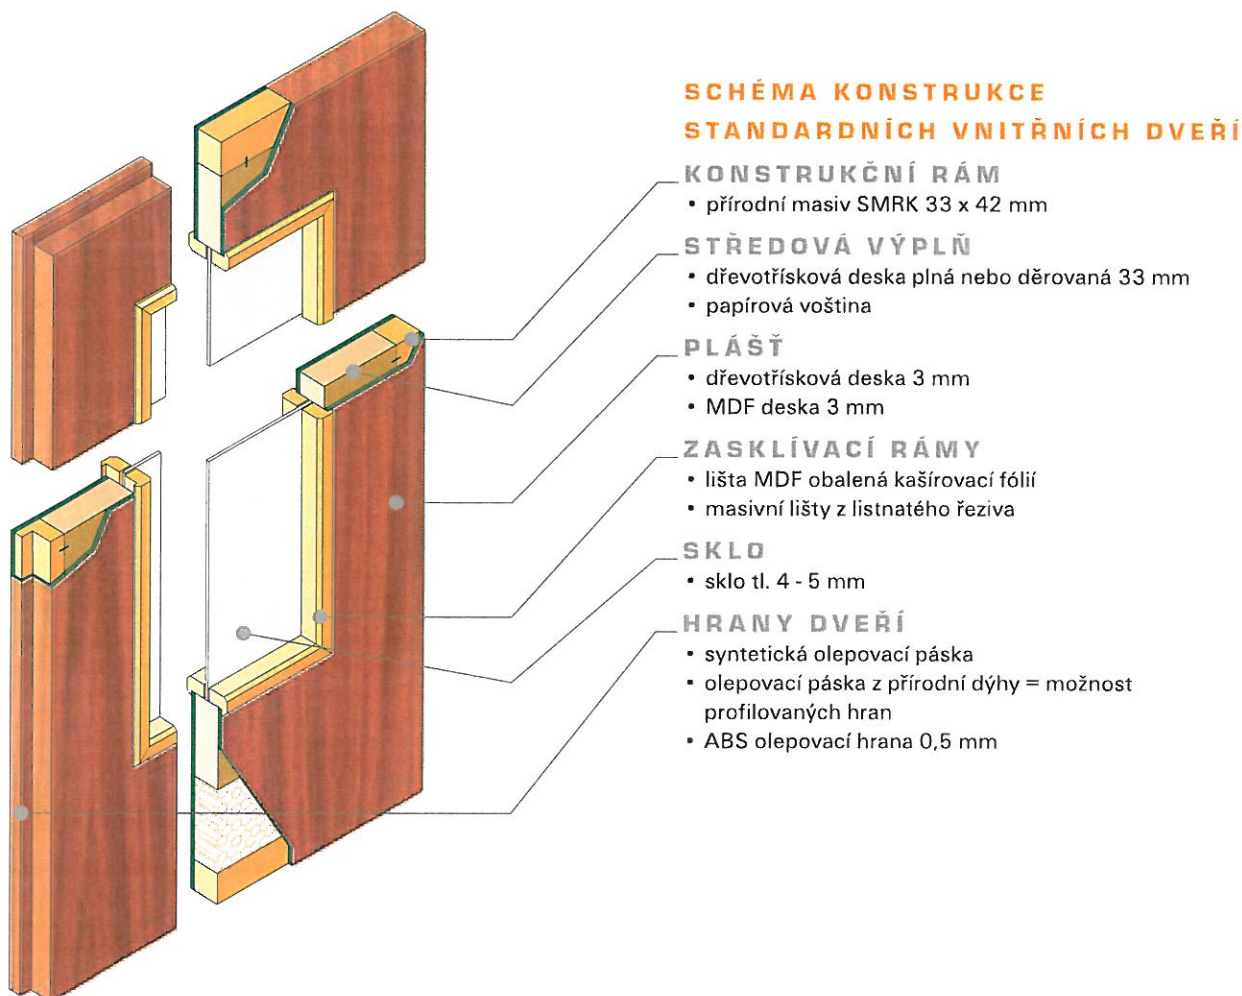 SCHÉMA KONSTRUKCE
STANDARDNÍCH VNITŘNÍCH DVEŘÍ
KONSTRUKČNÍ RÁM
• přírodní masiv SMRK 33 x 42 mm
STŘEDOVÁ VÝPLŇ
• dřevotřísková deska plná nebo děrovaná 33 mm
• papírová voština
PLÁŠŤ
• dřevotřísková deska 3 mm
• MDF deska 3 mm
ZASKLÍVACÍ RÁMY
• lišta MDF obalená kašírovací fólií
• masivní lišty z listnatého řeziva
SKLO
• sklo tl. 4 - 5 mm
HRANY DVEŘÍ
• syntetická olepovací páska
• olepovací páska z přírodní dýhy = možnost
profilovaných hran
• ABS olepovací hrana 0,5 mm